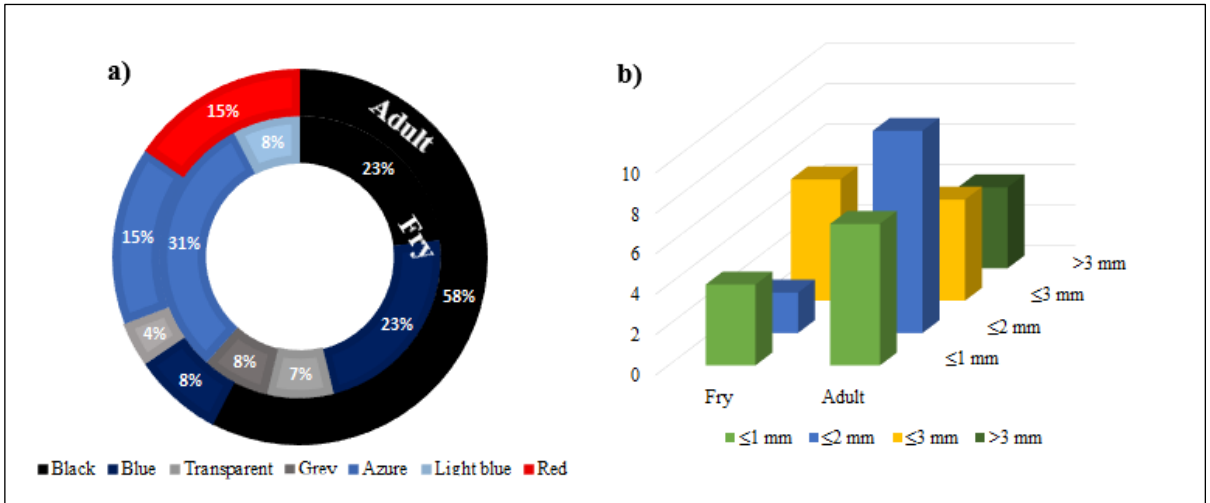 a)
Adult
Fry
23%
58%
23%
7%
8%
31%
8%
8%
4%
15%
15%
■Black ■Blue ■Transparent ■Grey ■Azure ■Light blue ■Red
b)
10
8
6
4
2
0
>3 mm
≤3 mm
≤2 mm
≤1 mm
Fry Adult
■≤1 mm ■≤2 mm ■≤3 mm ■>3 mm